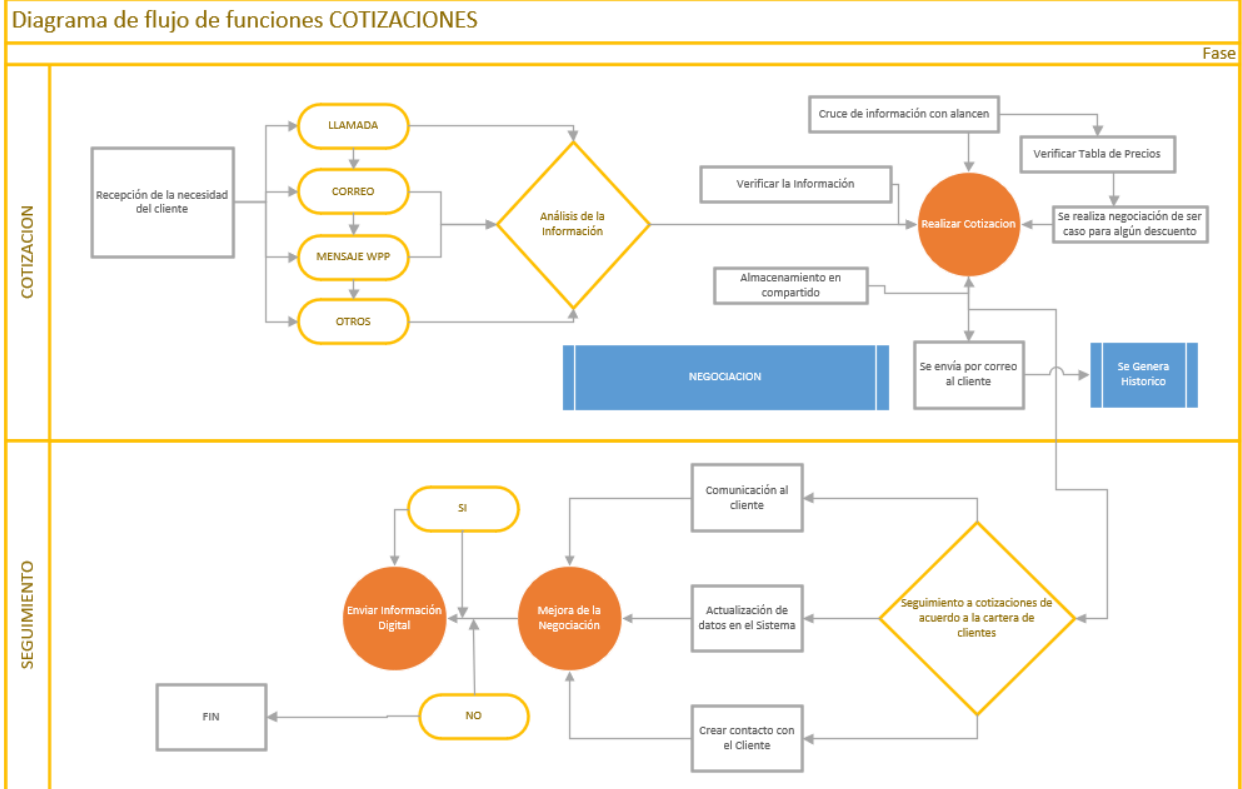 Diagrama de flujo de funciones COTIZACIONES
Fase
COTIZACION
Recepción de la necesidad
del cliente
LLAMADA
CORREO
MENSAJE WPP
OTROS
Análisis de la
Información
Cruce de información con alancen
Verificar Tabla de Precios
Verificar la Información
Realizar Cotizacion
Se realiza negociación de ser
caso para algún descuento
Almacenamiento en
compartido
NEGOCIACION
Se envía por correo
al cliente
Se Genera
Historico
SEGUIMIENTO
SI
Enviar Información
Digital
Mejora de la
Negociación
NO
FIN
Comunicación al
cliente
Actualización de
datos en el Sistema
Crear contacto con
el Cliente
Seguimiento a cotizaciones de
acuerdo a la cartera de
clientes